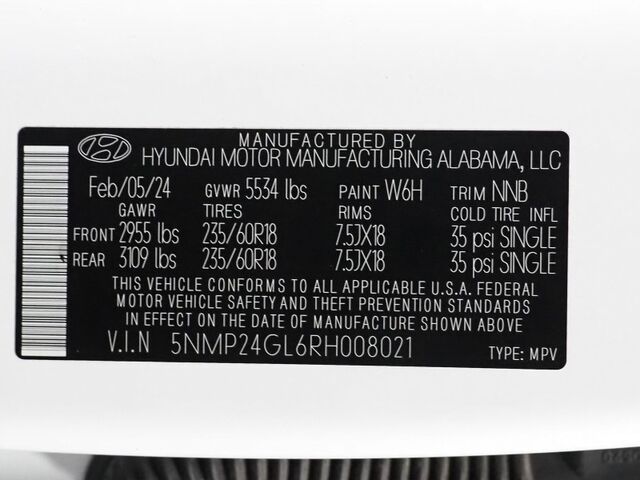 MANUFACTURED BY
HYUNDAI MOTOR MANUFACTURING ALABAMA, LLC
Feb/05/24 GVWR 5534 lbs PAINT W6H TRIM NNB
GAWR TIRES RIMS COLD TIRE INFL
FRONT 2955 lbs 235/60R18 7.5JX18 35 psi SINGLE
REAR 3109 lbs 235/60R18 7.5JX18 35 psi SINGLE
THIS VEHICLE CONFORMS TO ALL APPLICABLE U.S.A. FEDERAL
MOTOR VEHICLE SAFETY AND THEFT PREVENTION STANDARDS
IN EFFECT ON THE DATE OF MANUFACTURE SHOWN ABOVE
V.I.N 5NMP24GL6RH008021 TYPE: MPV